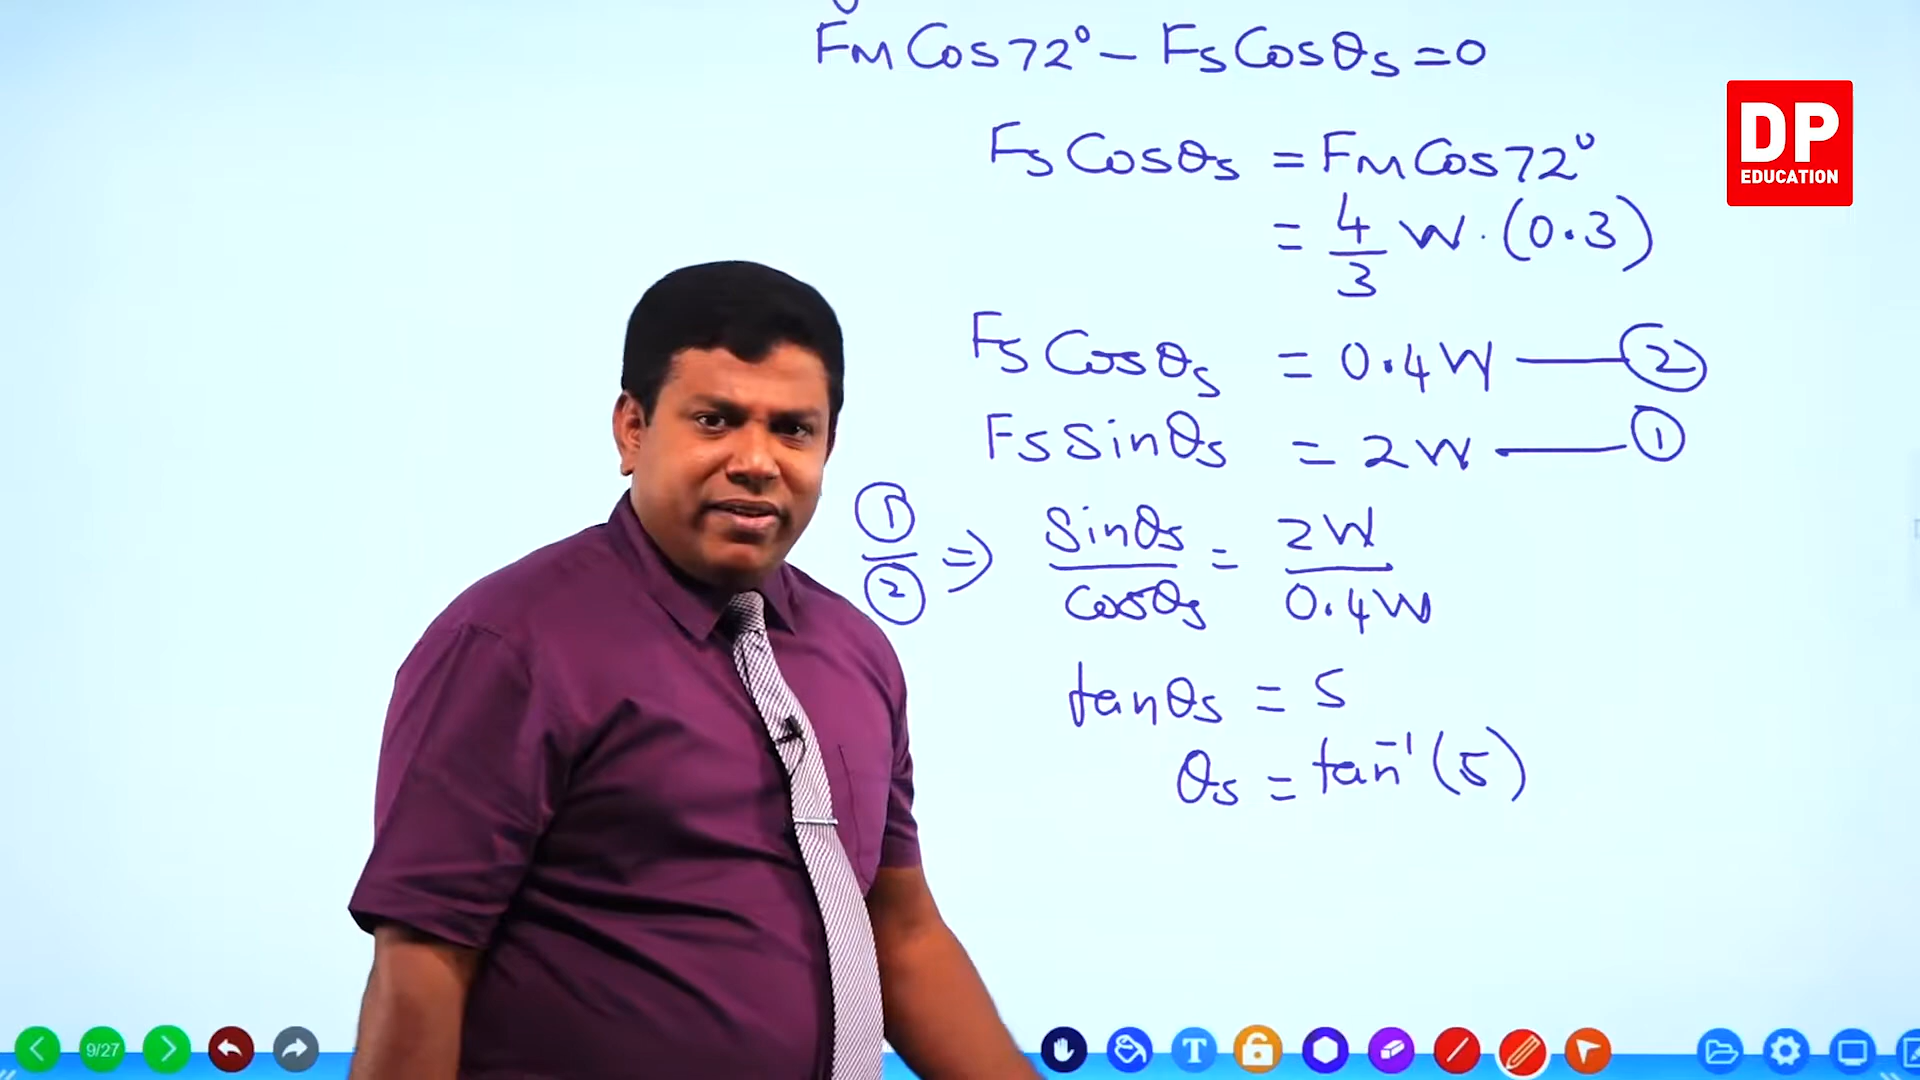 FM Cos72° – Fs Cosθs = 0
Fs Cosθs = FM Cos72°
= 4/3 W · (0.3)
Fs Cosθs = 0.4W — ②
Fs sinθs = 2W — ①
①/② ⇒ sinθs/cosθs = 2W/0.4W
tanθs = 5
θs = tan⁻¹(5)
DP
EDUCATION
9/27
T